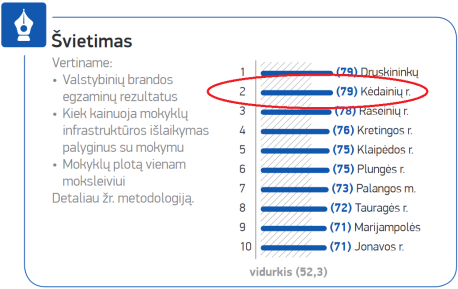 Švietimas
Vertiname:
• Valstybinių brandos
egzaminų rezultatus
• Kiek kainuoja mokyklų
infrastruktūros išlaikymas
palyginus su mokymu
• Mokyklų plotą vienam
moksleiviui
Detaliau žr. metodologiją.
1 (79) Druskininkų
2 (79) Kėdainių r.
3 (78) Raseinių r.
4 (76) Kretingos r.
5 (75) Klaipėdos r.
6 (75) Plungės r.
7 (73) Palangos m.
8 (72) Tauragės r.
9 (71) Marijampolės
10 (71) Jonavos r.
vidurkis (52,3)